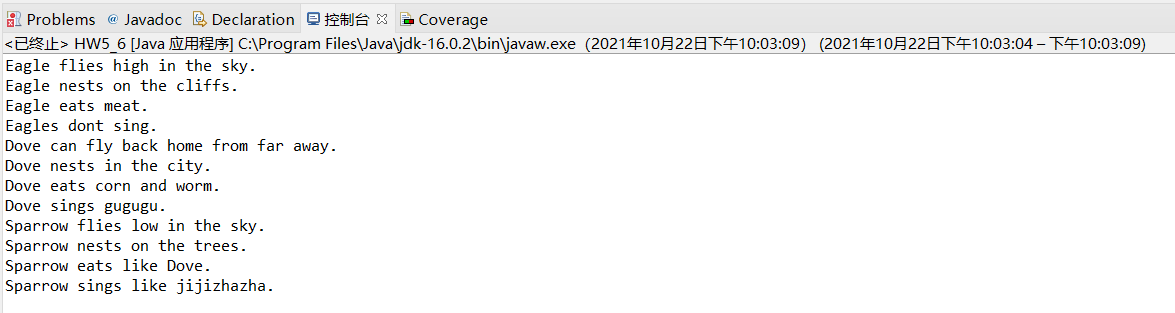 Problems @ Javadoc Declaration 控制台 Coverage
<已终止> HW5_6 [Java 应用程序] C:\Program Files\Java\jdk-16.0.2\bin\javaw.exe（2021年10月22日下午10:03:09） (2021年10月22日下午10:03:04 – 下午10:03:09)
Eagle flies high in the sky.
Eagle nests on the cliffs.
Eagle eats meat.
Eagles dont sing.
Dove can fly back home from far away.
Dove nests in the city.
Dove eats corn and worm.
Dove sings gugugu.
Sparrow flies low in the sky.
Sparrow nests on the trees.
Sparrow eats like Dove.
Sparrow sings like jijizhazha.